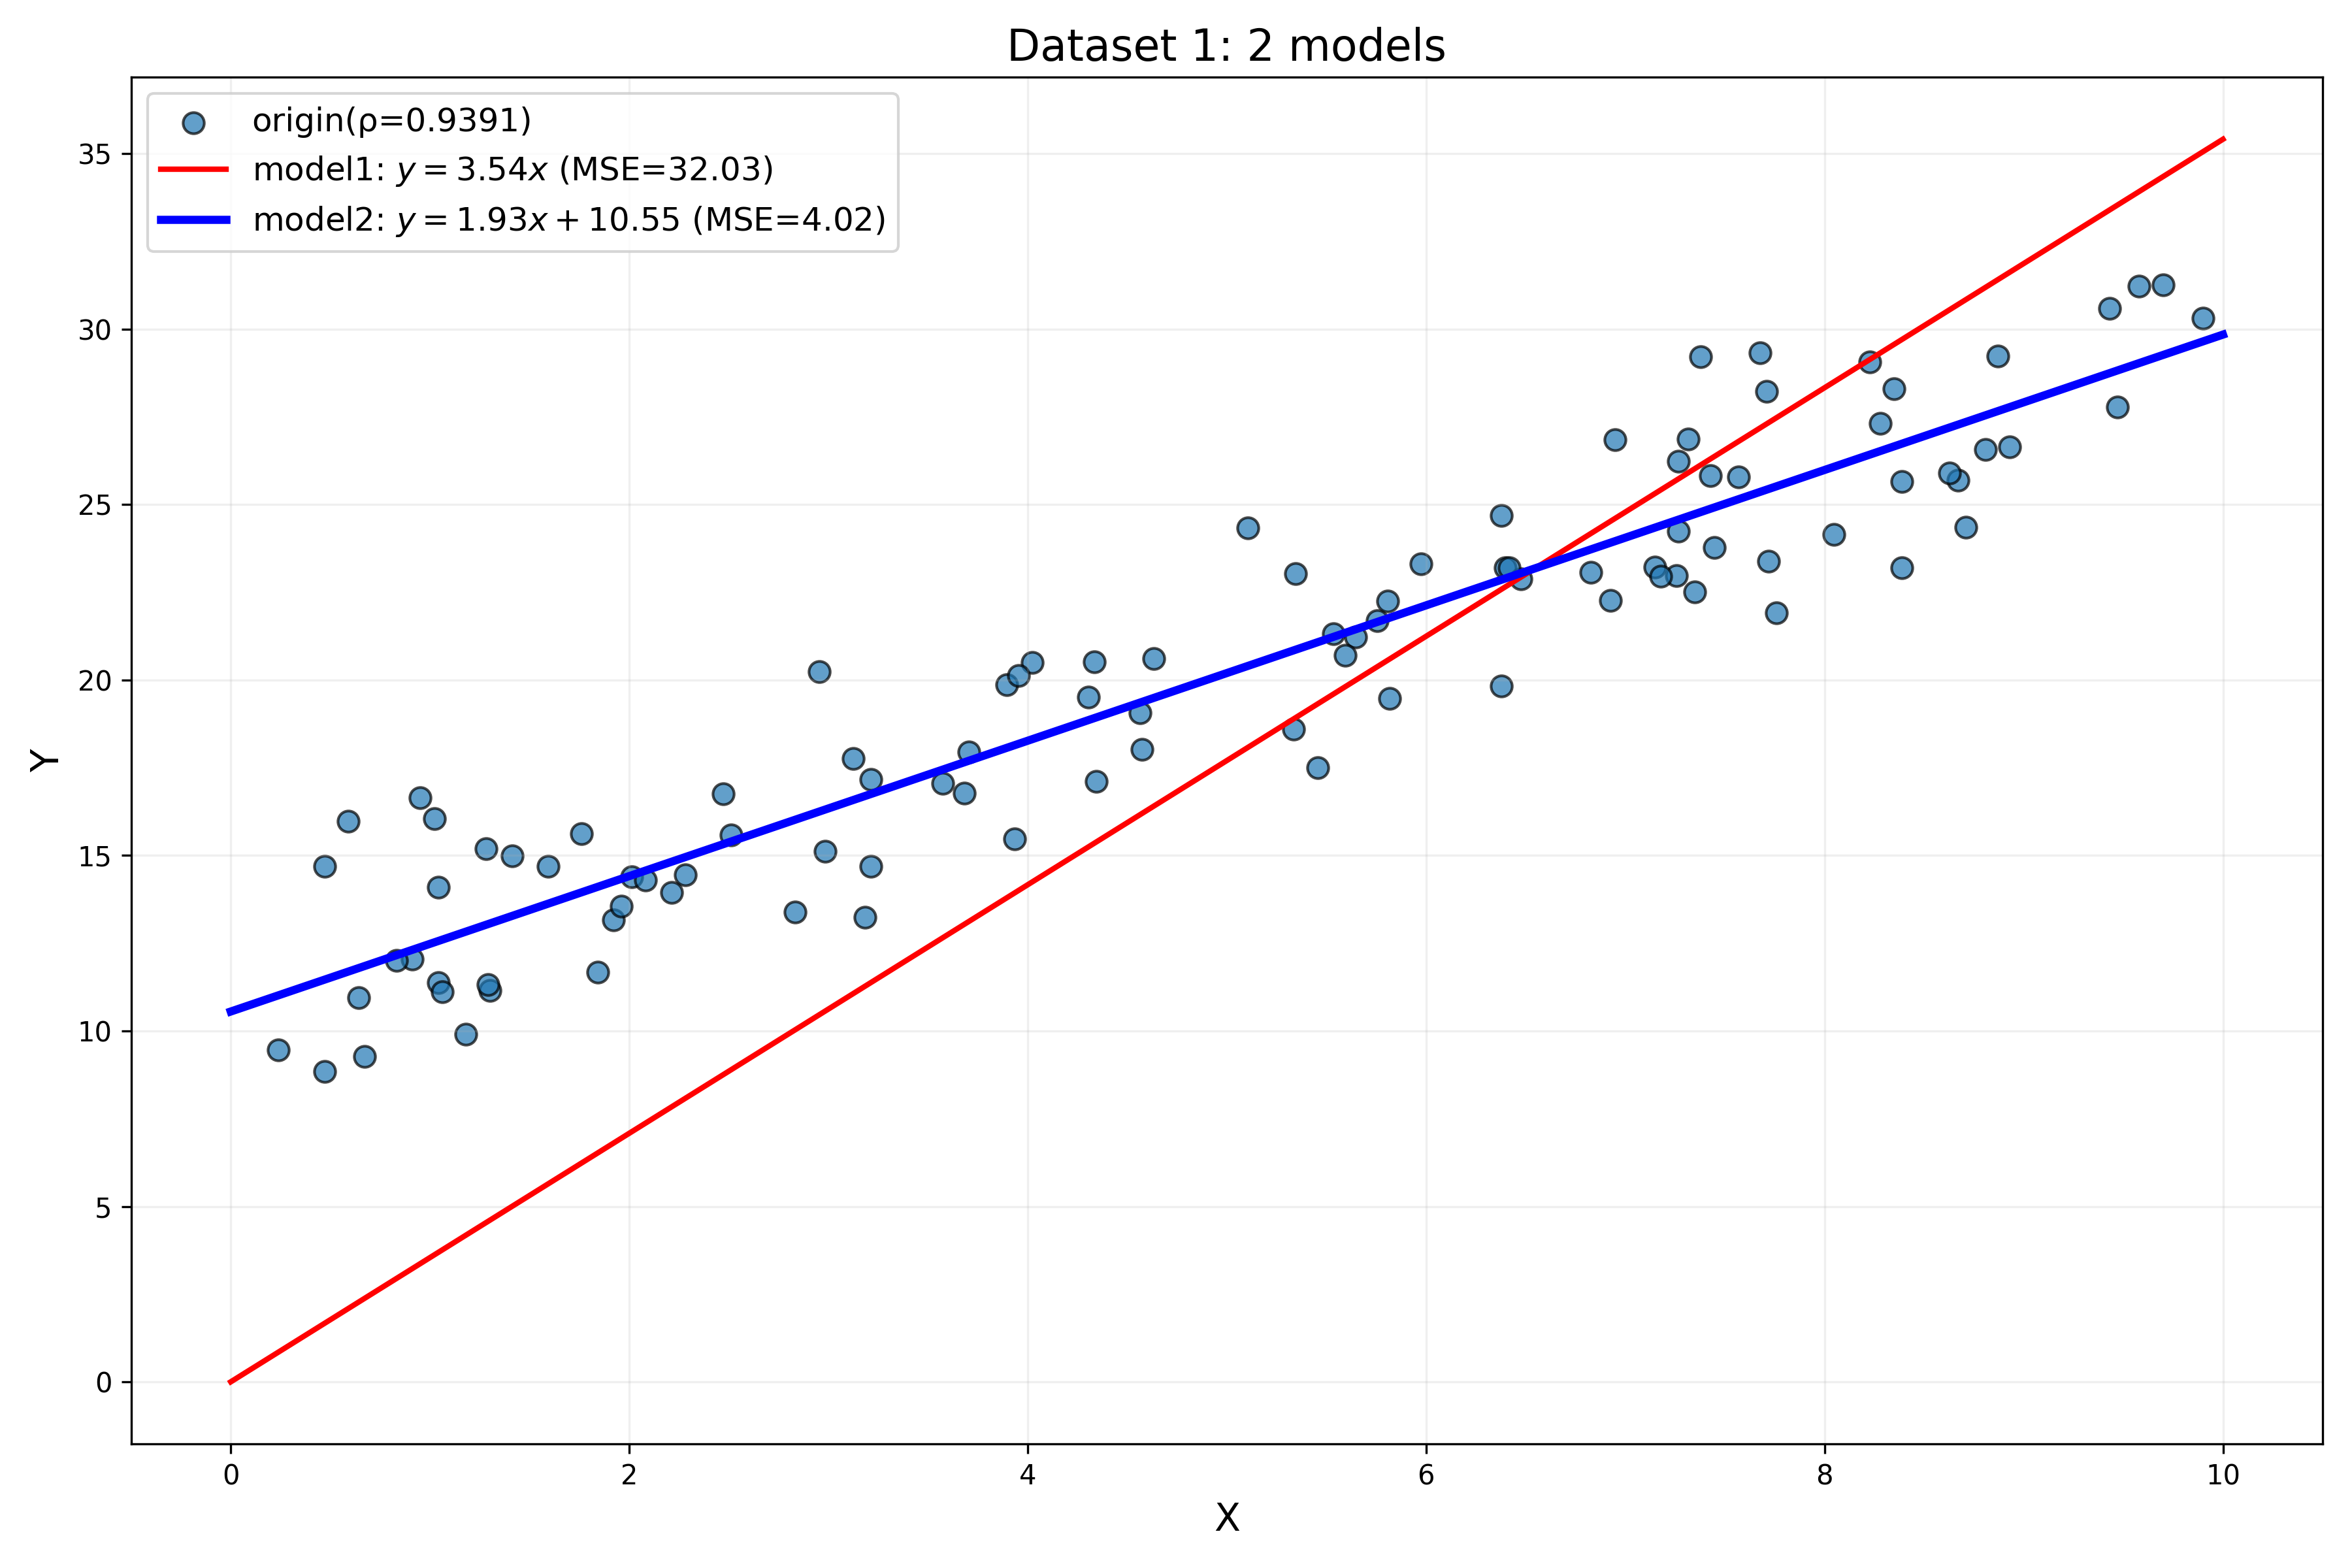 Dataset 1: 2 models
origin(ρ=0.9391)
model1: y = 3.54x (MSE=32.03)
model2: y = 1.93x + 10.55 (MSE=4.02)
35
30
25
20
15
10
5
0
Y
0 2 4 6 8 10
X